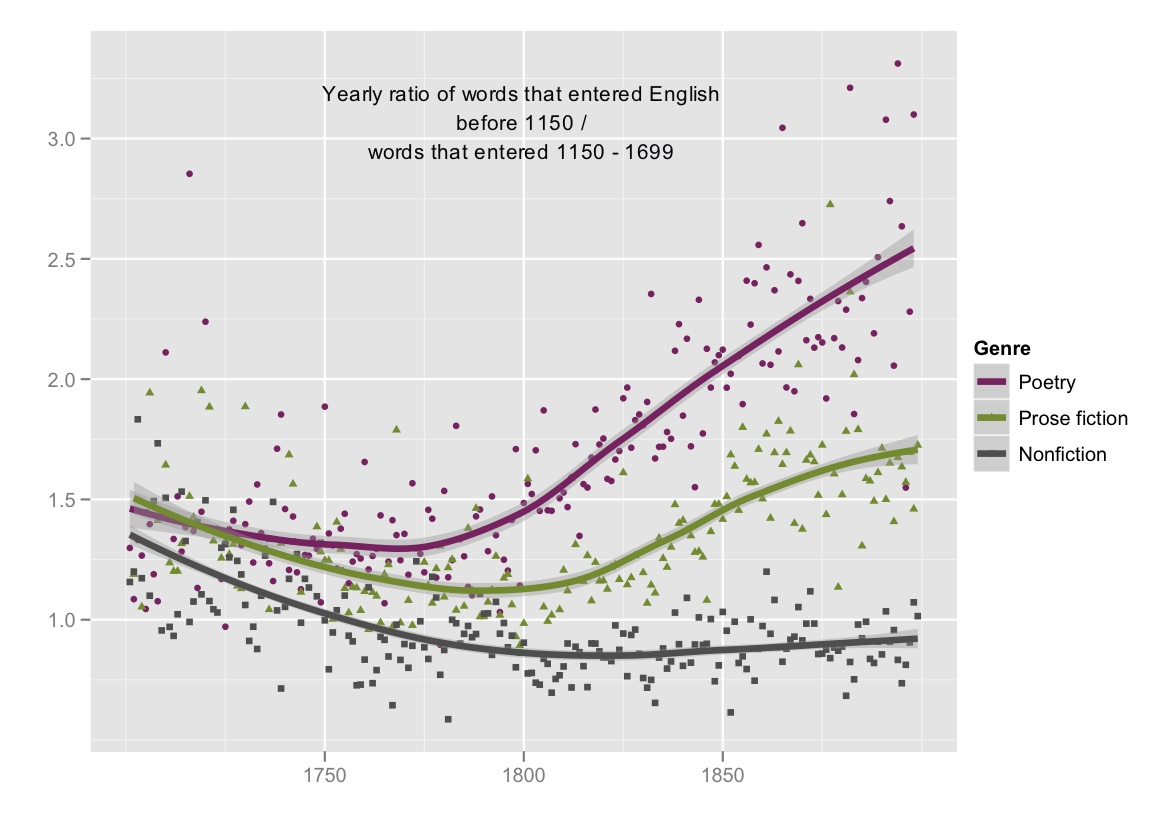 Yearly ratio of words that entered English
before 1150 /
words that entered 1150 - 1699
3.0
2.5
2.0
1.5
1.0
1750
1800
1850
Genre
Poetry
Prose fiction
Nonfiction